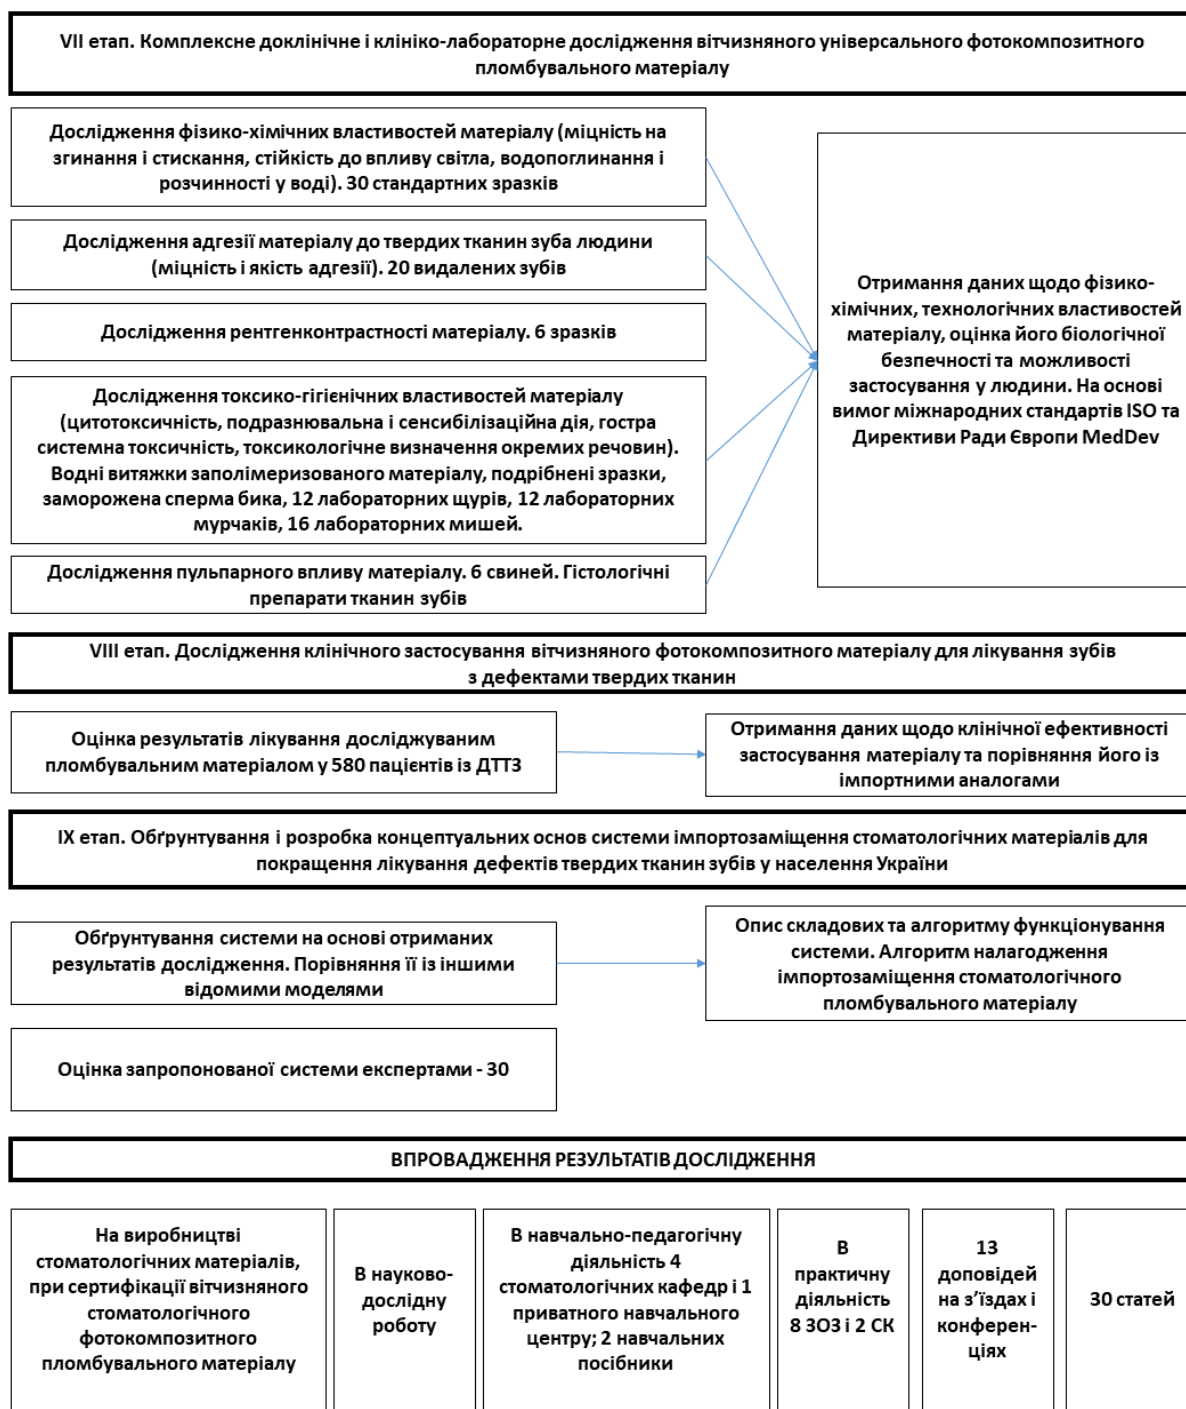 VII етап. Комплексне доклінічне і клініко-лабораторне дослідження вітчизняного універсального фотокомпозитного
пломбувального матеріалу
Дослідження фізико-хімічних властивостей матеріалу (міцність на
згинання і стискання, стійкість до впливу світла, водопоглинання і
розчинності у воді). 30 стандартних зразків
Дослідження адгезії матеріалу до твердих тканин зуба людини
(міцність і якість адгезії). 20 видалених зубів
Дослідження рентгенконтрастності матеріалу. 6 зразків
Дослідження токсико-гігієнічних властивостей матеріалу
(цитотоксичність, подразнювальна і сенсибілізаційна дія, гостра
системна токсичність, токсикологічне визначення окремих речовин).
Водні витяжки заполімеризованого матеріалу, подрібнені зразки,
заморожена сперма бика, 12 лабораторних щурів, 12 лабораторних
мурчаків, 16 лабораторних мишей.
Дослідження пульпарного впливу матеріалу. 6 свиней. Гістологічні
препарати тканин зубів
Отримання даних щодо фізико-
хімічних, технологічних властивостей
матеріалу, оцінка його біологічної
безпечності та можливості
застосування у людини. На основі
вимог міжнародних стандартів ISO та
Директиви Ради Європи MedDev
VIII етап. Дослідження клінічного застосування вітчизняного фотокомпозитного матеріалу для лікування зубів
з дефектами твердих тканин
Оцінка результатів лікування досліджуваним
пломбувальним матеріалом у 580 пацієнтів із ДТТЗ
Отримання даних щодо клінічної ефективності
застосування матеріалу та порівняння його із
імпортними аналогами
IX етап. Обґрунтування і розробка концептуальних основ системи імпортозаміщення стоматологічних матеріалів для
покращення лікування дефектів твердих тканин зубів у населення України
Обґрунтування системи на основі отриманих
результатів дослідження. Порівняння її із іншими
відомими моделями
Опис складових та алгоритму функціонування
системи. Алгоритм налагодження
імпортозаміщення стоматологічного
пломбувального матеріалу
Оцінка запропонованої системи експертами - 30
ВПРОВАДЖЕННЯ РЕЗУЛЬТАТІВ ДОСЛІДЖЕННЯ
На виробництві
стоматологічних матеріалів,
при сертифікації вітчизняного
стоматологічного
фотокомпозитного
пломбувального матеріалу
В науково-
дослідну
роботу
В навчально-педагогічну
діяльність 4
стоматологічних кафедр і 1
приватного навчального
центру; 2 навчальних
посібники
В
практичну
діяльність
8 ЗОЗ і 2 СК
13
доповідей
на з’їздах і
конферен-
ціях
30 статей